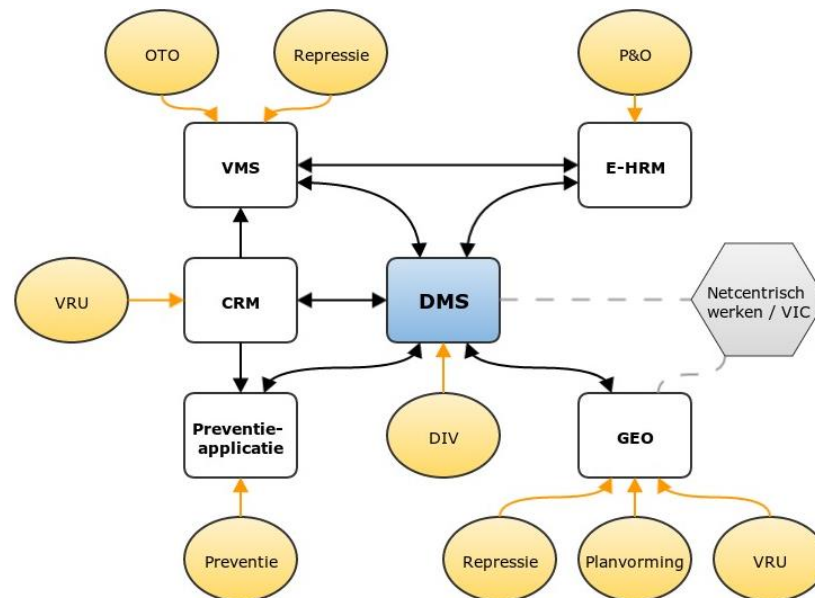 OTO
Repressie
P&O
VMS
E-HRM
VRU
CRM
DMS
Netcentrisch
werken / VIC
Preventie-
applicatie
DIV
GEO
Preventie
Repressie
Planvorming
VRU